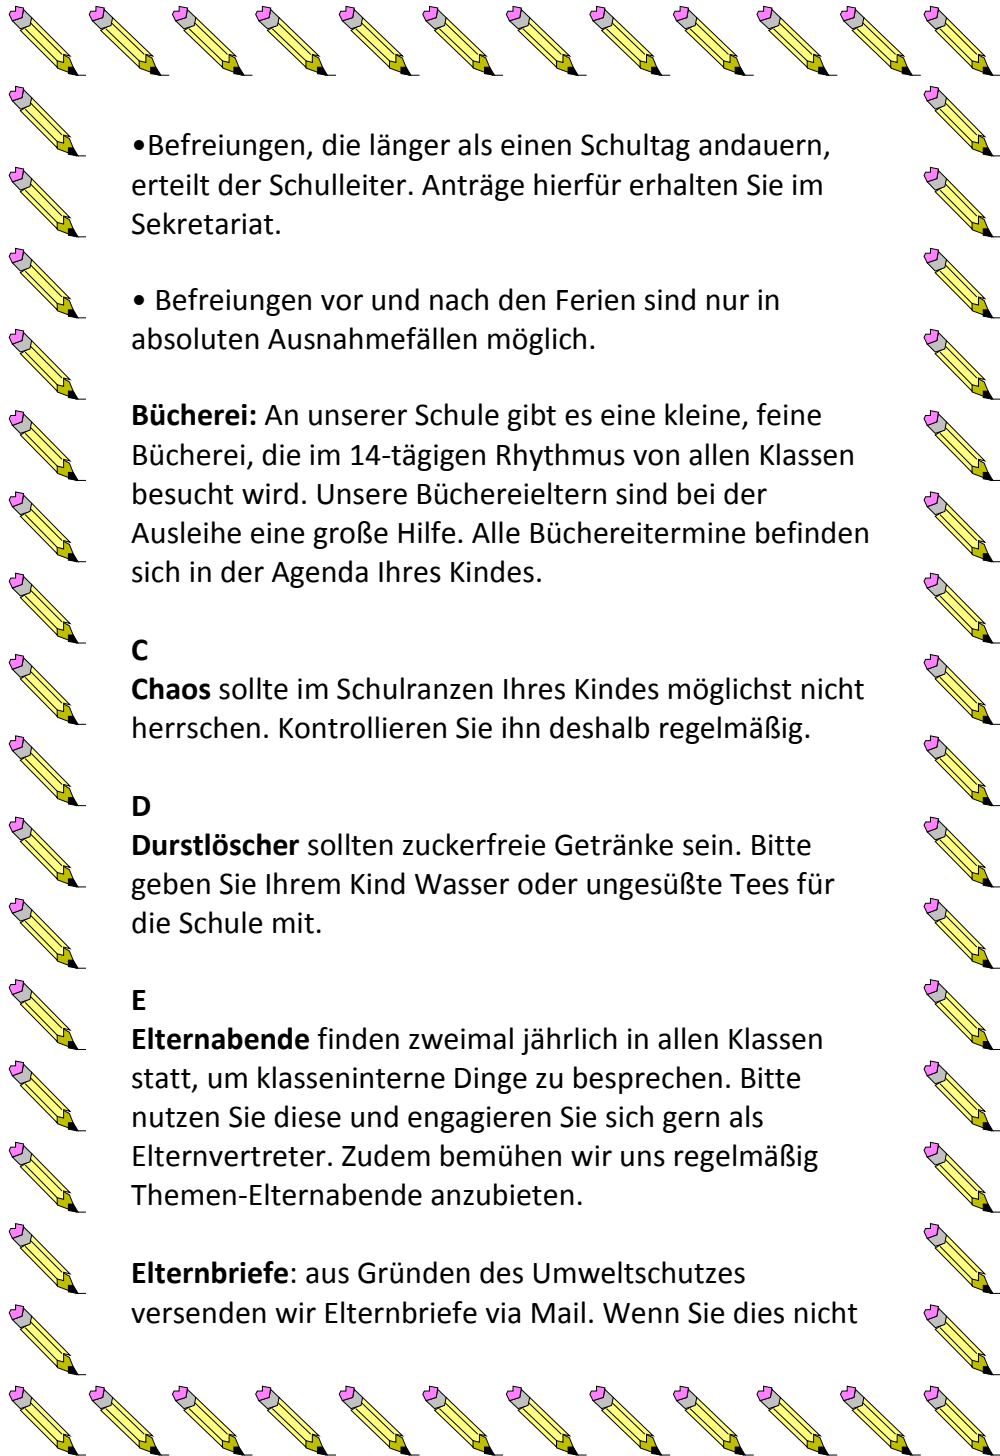 •Befreiungen, die länger als einen Schultag andauern,
erteilt der Schulleiter. Anträge hierfür erhalten Sie im
Sekretariat.
• Befreiungen vor und nach den Ferien sind nur in
absoluten Ausnahmefällen möglich.
Bücherei: An unserer Schule gibt es eine kleine, feine
Bücherei, die im 14-tägigen Rhythmus von allen Klassen
besucht wird. Unsere Büchereieltern sind bei der
Ausleihe eine große Hilfe. Alle Büchereitermine befinden
sich in der Agenda Ihres Kindes.
C
Chaos sollte im Schulranzen Ihres Kindes möglichst nicht
herrschen. Kontrollieren Sie ihn deshalb regelmäßig.
D
Durstlöscher sollten zuckerfreie Getränke sein. Bitte
geben Sie Ihrem Kind Wasser oder ungesüßte Tees für
die Schule mit.
E
Elternabende finden zweimal jährlich in allen Klassen
statt, um klasseninterne Dinge zu besprechen. Bitte
nutzen Sie diese und engagieren Sie sich gern als
Elternvertreter. Zudem bemühen wir uns regelmäßig
Themen-Elternabende anzubieten.
Elternbriefe: aus Gründen des Umweltschutzes
versenden wir Elternbriefe via Mail. Wenn Sie dies nicht